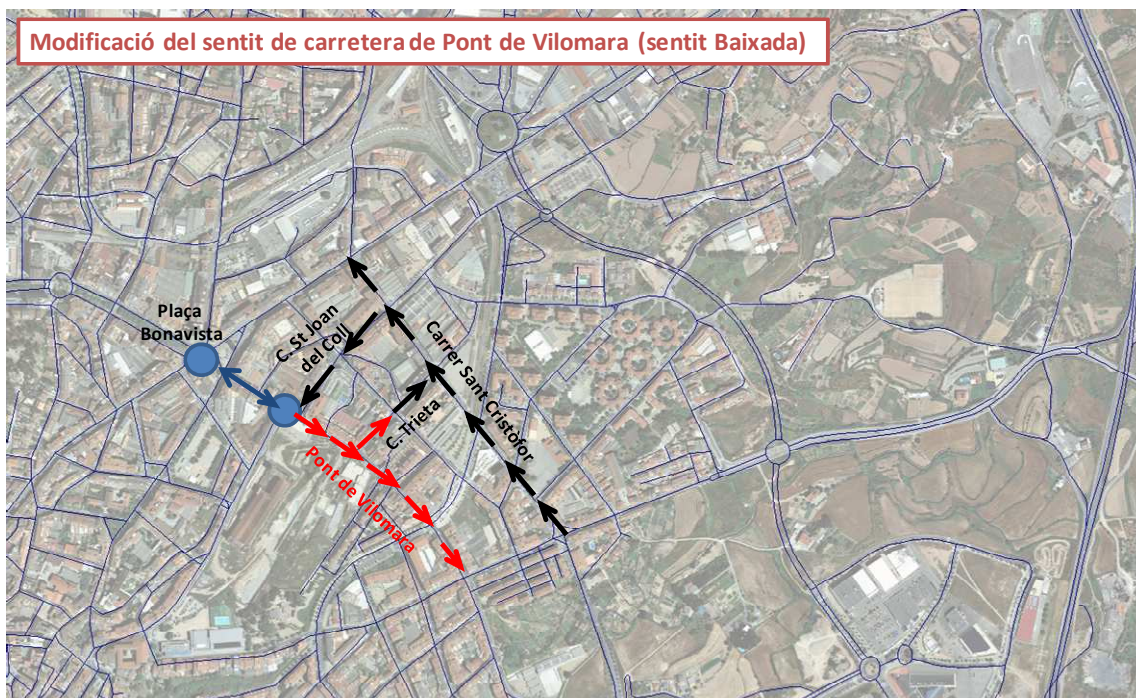 Modificació del sentit de carretera de Pont de Vilomara (sentit Baixada)
Plaça
Bonavista
C. St Joan
del Coll
Carrer Sant Cristòfor
C. Trieta
Pont de Vilomara